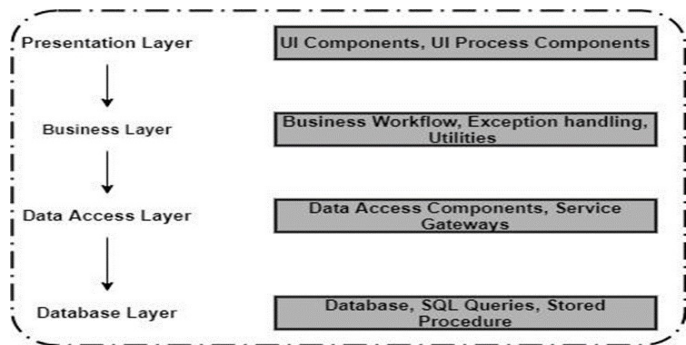 Presentation Layer
UI Components, UI Process Components
Business Layer
Business Workflow, Exception handling,
Utilities
Data Access Layer
Data Access Components, Service
Gateways
Database Layer
Database, SQL Queries, Stored
Procedure